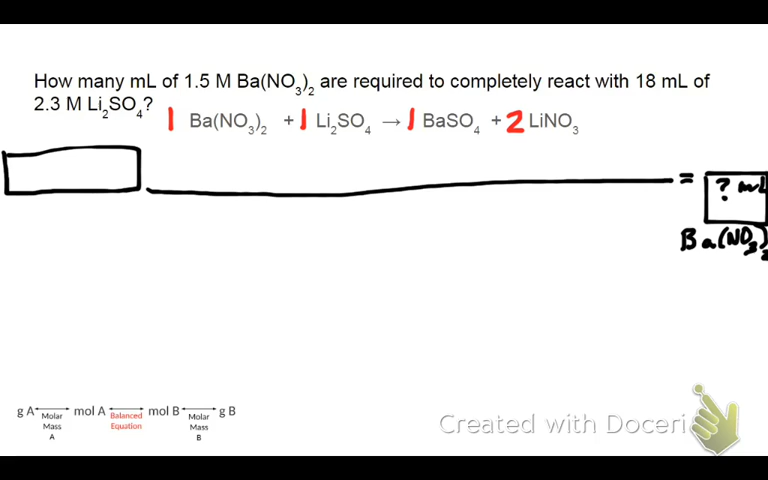 How many mL of 1.5 M Ba(NO₃)₂ are required to completely react with 18 mL of
2.3 M Li₂SO₄?
1 Ba(NO₃)₂ + 1 Li₂SO₄ → 1 BaSO₄ + 2 LiNO₃
= ? mL
Ba(NO₃)₂
g A ↔ mol A ↔ mol B ↔ g B
Molar Balanced Molar
Mass Equation Mass
A B
Created with Doceri